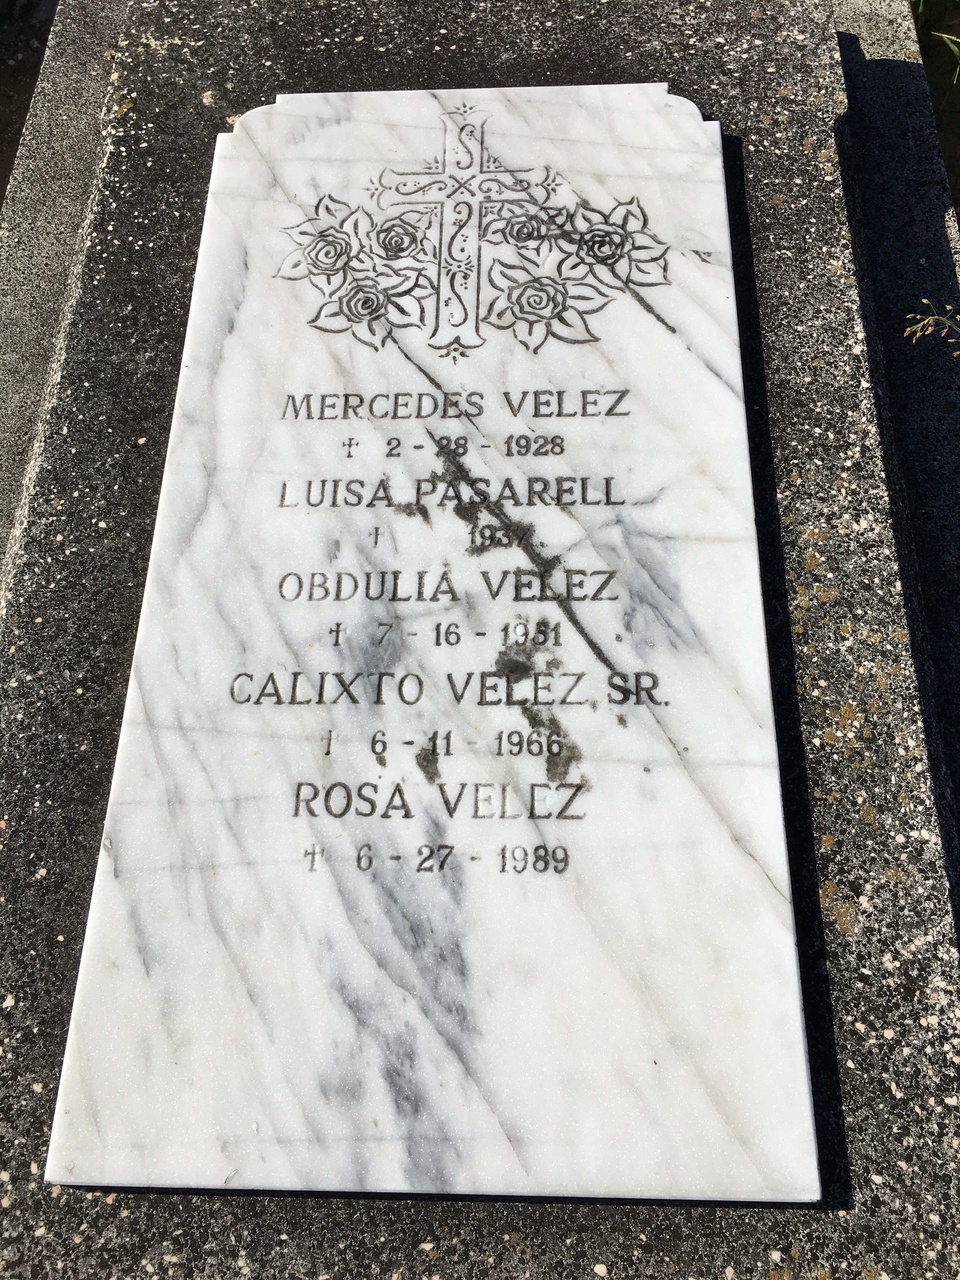 MERCEDES VELEZ
✝ 2 - 28 - 1928
LUISA PASARELL
✝ 1937
OBDULIA VELEZ
✝ 7 - 16 - 1951
CALIXTO VELEZ SR.
✝ 6 - 11 - 1966
ROSA VELEZ
✝ 6 - 27 - 1989